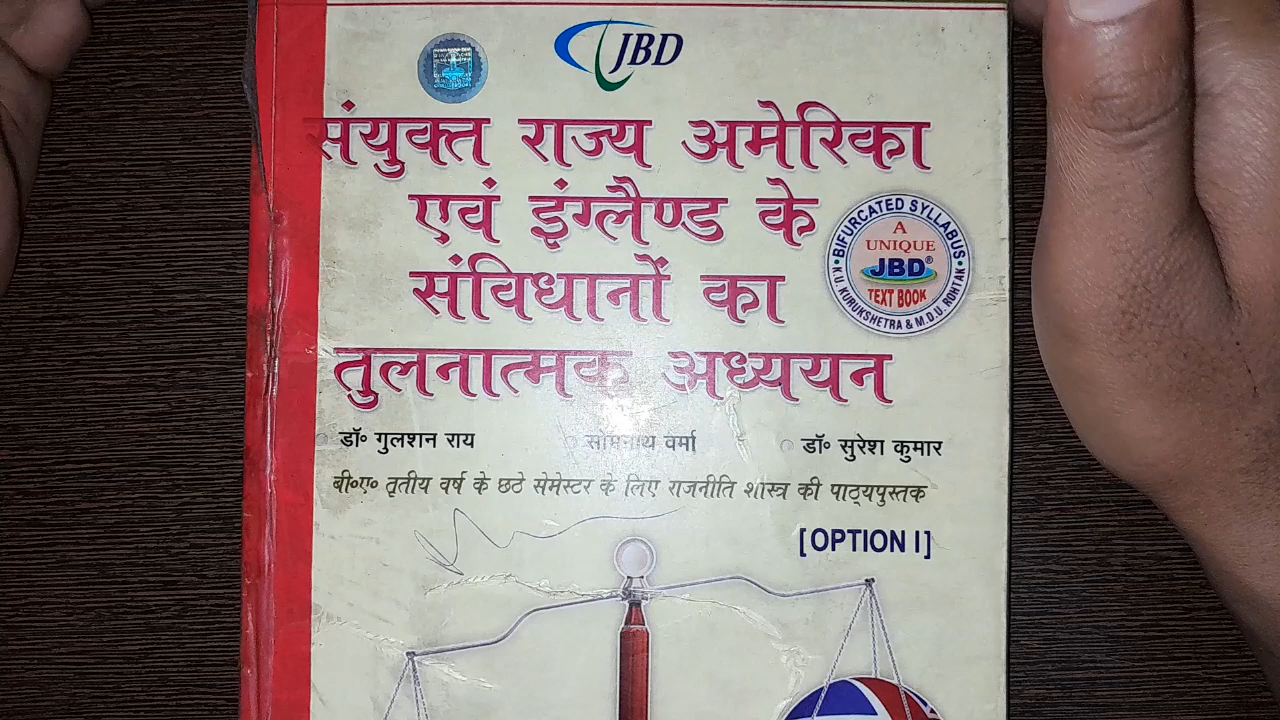 JBD
संयुक्त राज्य अमेरिका
एवं इंग्लैण्ड के
संविधानों का
तुलनात्मक अध्ययन
BIFURCATED SYLLABUS
A
UNIQUE
JBD®
TEXT BOOK
K.U. KURUKSHETRA & M.D.U. ROHTAK
डॉ॰ गुलशन राय सोमनाथ वर्मा डॉ॰ सुरेश कुमार
बी॰ए॰ तृतीय वर्ष के छठे सेमेस्टर के लिए राजनीति शास्त्र की पाठ्यपुस्तक
[OPTION I]